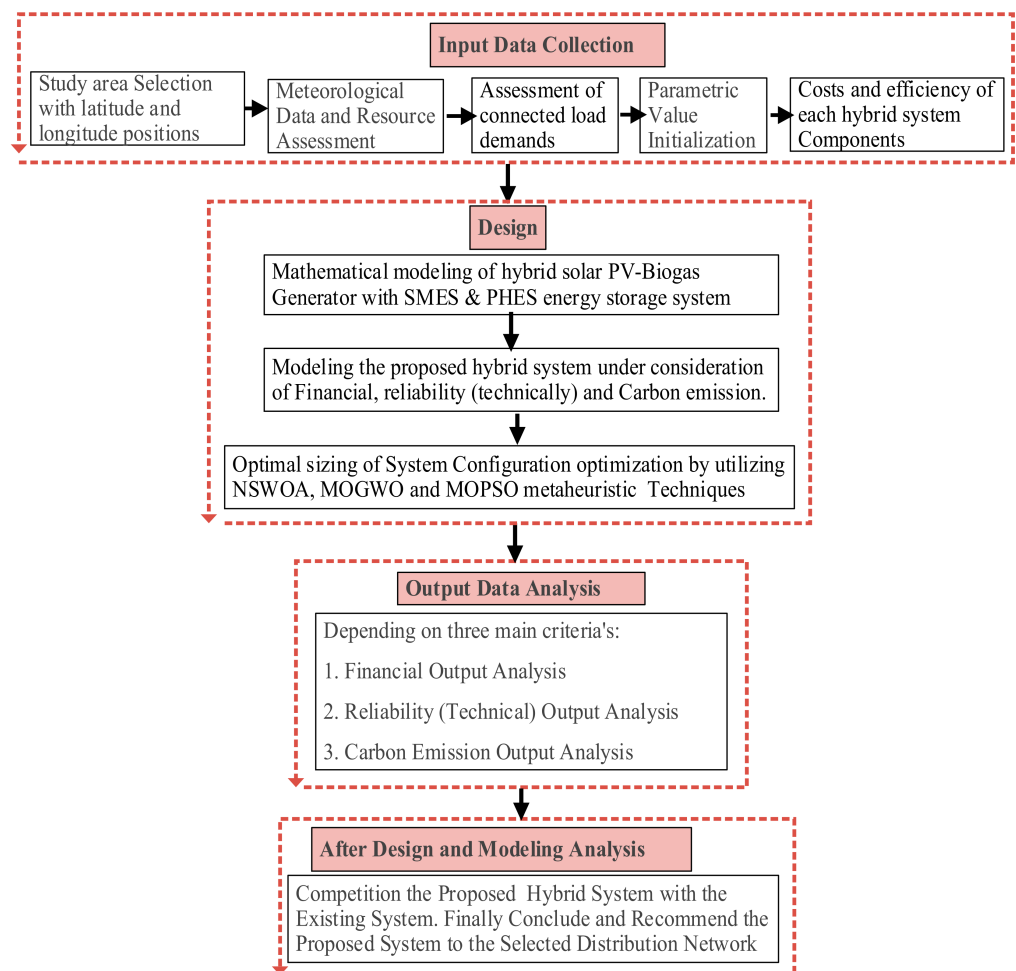 Input Data Collection
Study area Selection
with latitude and
longitude positions
Meteorological
Data and Resource
Assessment
Assessment of
connected load
demands
Parametric
Value
Initialization
Costs and efficiency of
each hybrid system
Components
Design
Mathematical modeling of hybrid solar PV-Biogas
Generator with SMES & PHES energy storage system
Modeling the proposed hybrid system under consideration
of Financial, reliability (technically) and Carbon emission.
Optimal sizing of System Configuration optimization by utilizing
NSWOA, MOGWO and MOPSO metaheuristic Techniques
Output Data Analysis
Depending on three main criteria's:
1. Financial Output Analysis
2. Reliability (Technical) Output Analysis
3. Carbon Emission Output Analysis
After Design and Modeling Analysis
Competition the Proposed Hybrid System with the
Existing System. Finally Conclude and Recommend the
Proposed System to the Selected Distribution Network